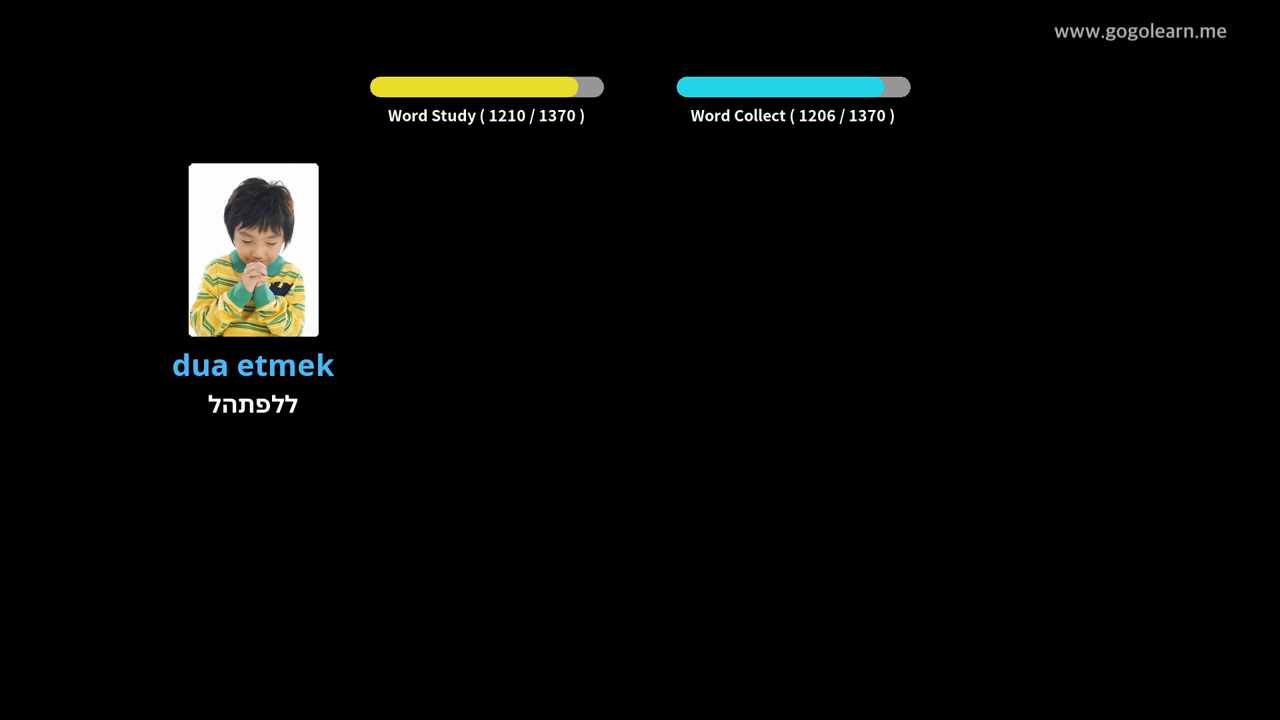 www.gogolearn.me
Word Study ( 1210 / 1370 )
Word Collect ( 1206 / 1370 )
dua etmek
ללפתהל